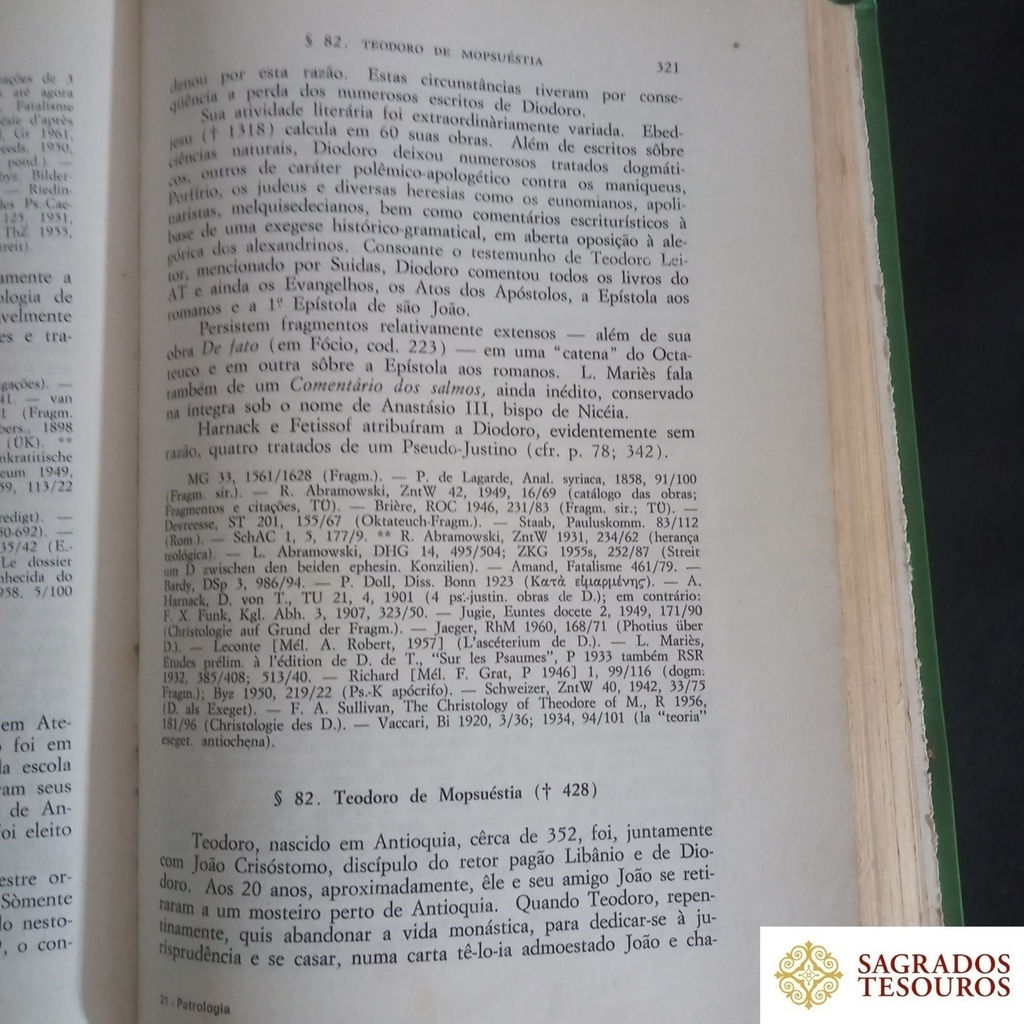 § 82. TEODORO DE MOPSUÉSTIA
321
denou por esta razão. Estas circunstâncias tiveram por conse-
qüência a perda dos numerosos escritos de Diodoro.
Sua atividade literária foi extraordinàriamente variada. Ebed-
jesu († 1318) calcula em 60 suas obras. Além de escritos sôbre
ciências naturais, Diodoro deixou numerosos tratados dogmáti-
cos, outros de caráter polêmico-apologético contra os maniqueus,
Porfírio, os judeus e diversas heresias como os eunomianos, apoli-
naristas, melquisedecianos, bem como comentários escriturísticos à
base de uma exegese histórico-gramatical, em aberta oposição à ale-
górica dos alexandrinos. Consoante o testemunho de Teodoro Lei-
tor, mencionado por Suidas, Diodoro comentou todos os livros do
AT e ainda os Evangelhos, os Atos dos Apóstolos, a Epístola aos
romanos e a 1º Epístola de são João.
Persistem fragmentos relativamente extensos — além de sua
obra De fato (em Fócio, cod. 223) — em uma "catena" do Octa-
teuco e em outra sôbre a Epístola aos romanos. L. Mariès fala
também de um Comentário dos salmos, ainda inédito, conservado
na íntegra sob o nome de Anastásio III, bispo de Nicéia.
Harnack e Fetissof atribuíram a Diodoro, evidentemente sem
razão, quatro tratados de um Pseudo-Justino (cfr. p. 78; 342).
MG 33, 1561/1628 (Fragm.). — P. de Lagarde, Anal. syriaca, 1858, 91/100
(Fragm. sir.). — R. Abramowski, ZntW 42, 1949, 16/69 (catálogo das obras;
Fragmentos e citações, TÜ). — Brière, ROC 1946, 231/83 (Fragm. sir.; TÜ). —
Devreesse, ST 201, 155/67 (Oktateuch-Fragm.). — Staab, Pauluskomm. 83/112
(Rom.). — SchAC 1, 5, 177/9. ** R. Abramowski, ZntW 1931, 234/62 (herança
teológica). — L. Abramowski, DHG 14, 495/504; ZKG 1955s, 252/87 (Streit
um D zwischen den beiden ephesin. Konzilien). — Amand, Fatalisme 461/79. —
Bardy, DSp 3, 986/94. — P. Doll, Diss. Bonn 1923 (Κατὰ εἱμαρμένης). — A.
Harnack, D. von T., TU 21, 4, 1901 (4 ps.-justin. obras de D.); em contrário:
F. X. Funk, Kgl. Abh. 3, 1907, 323/50. — Jugie, Euntes docete 2, 1949, 171/90
(Christologie auf Grund der Fragm.). — Jaeger, RhM 1960, 168/71 (Photius über
D.). — Leconte [Mél. A. Robert, 1957] (L'ascéterium de D.). — L. Mariès,
Études prélim. à l'édition de D. de T., "Sur les Psaumes", P 1933 também RSR
1932, 385/408; 513/40. — Richard [Mél. F. Grat, P 1946] 1, 99/116 (dogm.
Fragm.); Byz 1950, 219/22 (Ps.-K apócrifo). — Schweizer, ZntW 40, 1942, 33/75
(D. als Exeget). — F. A. Sullivan, The Christology of Theodore of M., R 1956,
181/96 (Christologie des D.). — Vaccari, Bi 1920, 3/36; 1934, 94/101 (la "teoria"
eseget. antiochena).
§ 82. Teodoro de Mopsuéstia († 428)
Teodoro, nascido em Antioquia, cêrca de 352, foi, juntamente
com João Crisóstomo, discípulo do retor pagão Libânio e de Dio-
doro. Aos 20 anos, aproximadamente, êle e seu amigo João se reti-
raram a um mosteiro perto de Antioquia. Quando Teodoro, repen-
tinamente, quis abandonar a vida monástica, para dedicar-se à ju-
risprudência e se casar, numa carta tê-lo-ia admoestado João e cha-
21 - Patrologia
SAGRADOS
TESOUROS